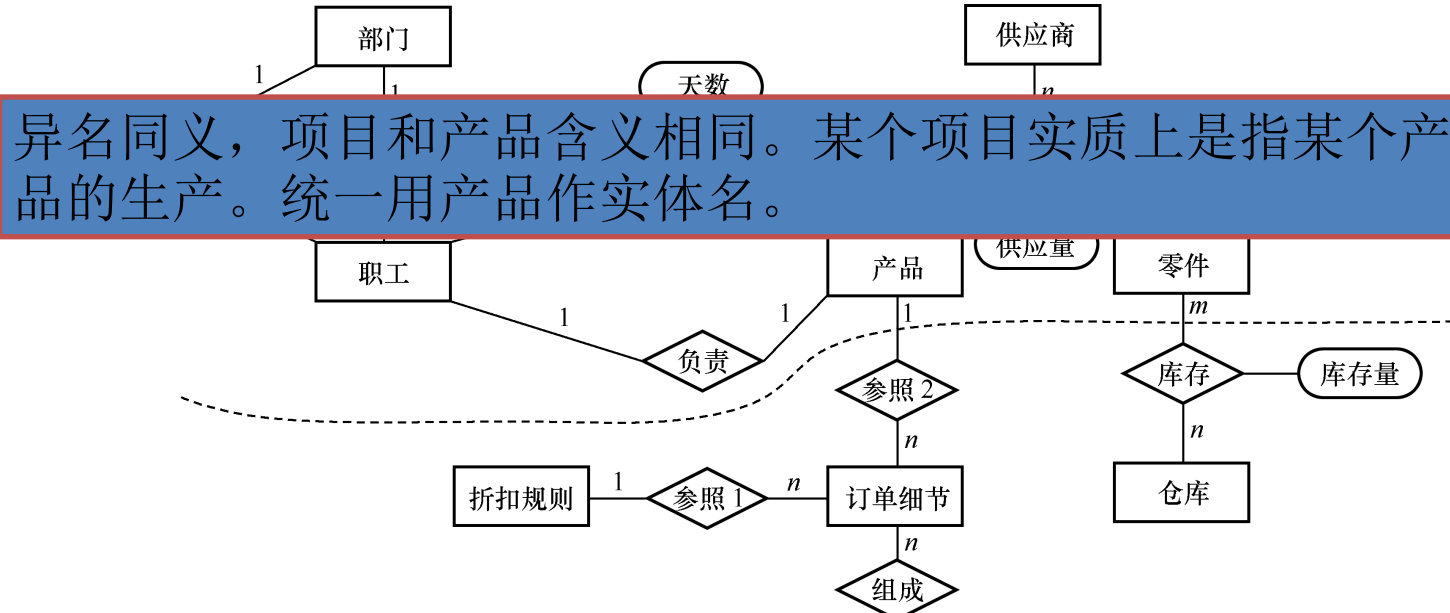 部门
供应商
1
1
天数
n
异名同义，项目和产品含义相同。某个项目实质上是指某个产
品的生产。统一用产品作实体名。
供应量
职工
产品
零件
1
1
1
m
负责
参照2
库存
库存量
n
n
折扣规则
1
参照1
n
订单细节
仓库
n
组成